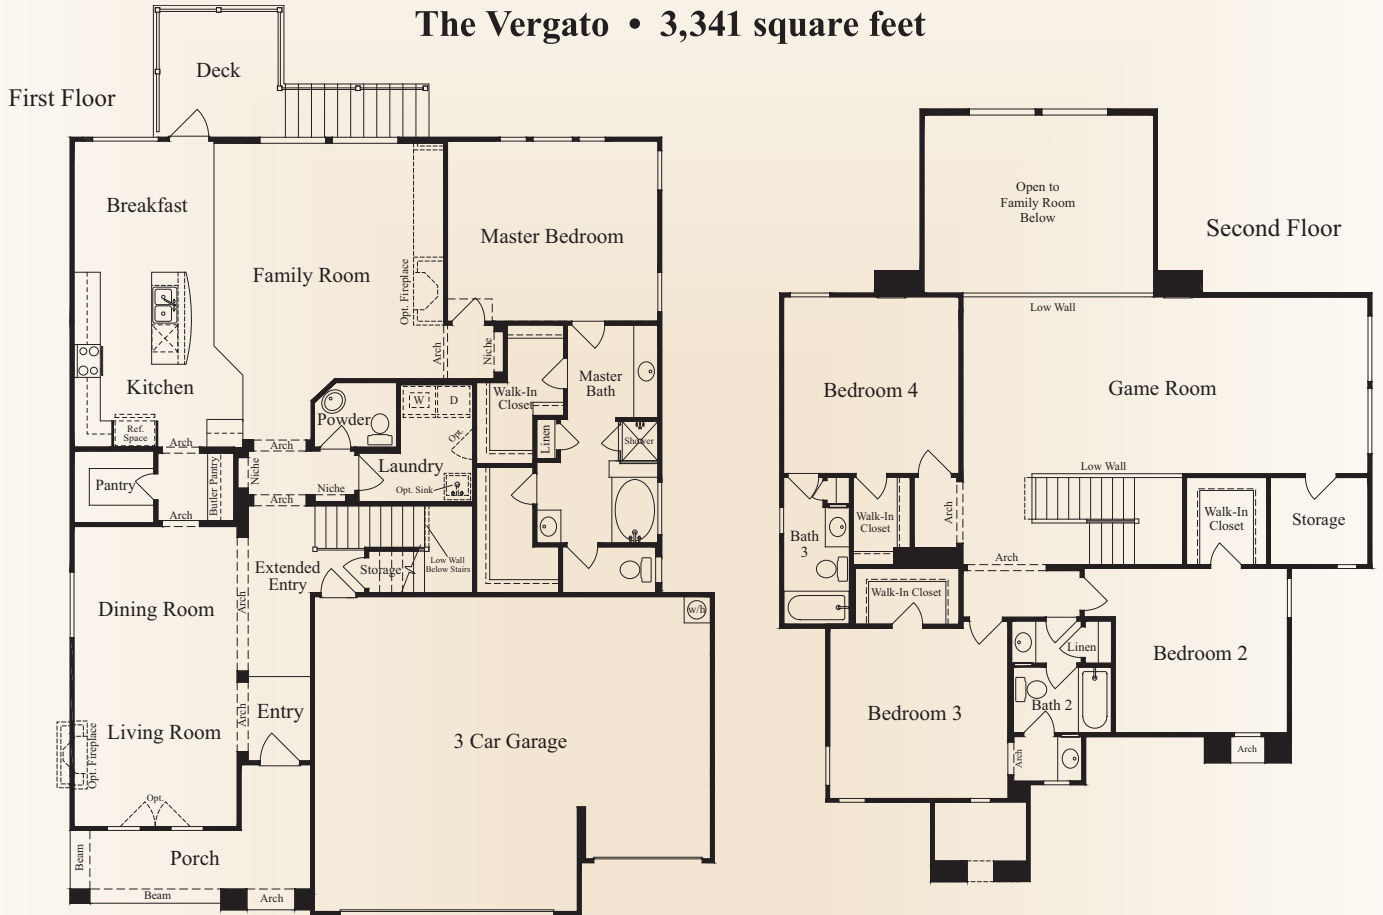 The Vergato • 3,341 square feet
First Floor
Deck
Breakfast
Family Room
Opt. Fireplace
Master Bedroom
Kitchen
Ref.
Space
Arch
Arch
Arch
Niche
Powder
W
D
Walk-In
Closet
Master
Bath
Linen
Shower
Opt.
Laundry
Opt. Sink
Pantry
Butler Pantry
Niche
Niche
Arch
Arch
Extended
Entry
Storage
Low Wall
Below Stairs
Dining Room
Arch
w/h
Living Room
Opt. Fireplace
Arch
Entry
3 Car Garage
Opt.
Porch
Beam
Beam
Arch
Second Floor
Open to
Family Room
Below
Low Wall
Bedroom 4
Game Room
Low Wall
Bath
3
Walk-In
Closet
Arch
Walk-In
Closet
Storage
Arch
Walk-In Closet
Linen
Bedroom 2
Bedroom 3
Bath 2
Arch
Arch